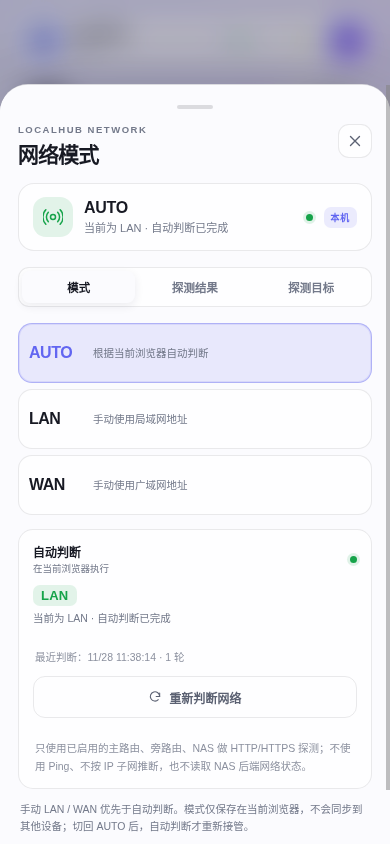 LOCALHUB NETWORK
网络模式
AUTO
当前为 LAN · 自动判断已完成
本机
模式
探测结果
探测目标
AUTO
根据当前浏览器自动判断
LAN
手动使用局域网地址
WAN
手动使用广域网地址
自动判断
在当前浏览器执行
LAN
当前为 LAN · 自动判断已完成
最近判断：11/28 11:38:14 · 1 轮
重新判断网络
只使用已启用的主路由、旁路由、NAS 做 HTTP/HTTPS 探测；不使
用 Ping、不按 IP 子网推断，也不读取 NAS 后端网络状态。
手动 LAN / WAN 优先于自动判断。模式仅保存在当前浏览器，不会同步到
其他设备；切回 AUTO 后，自动判断才重新接管。